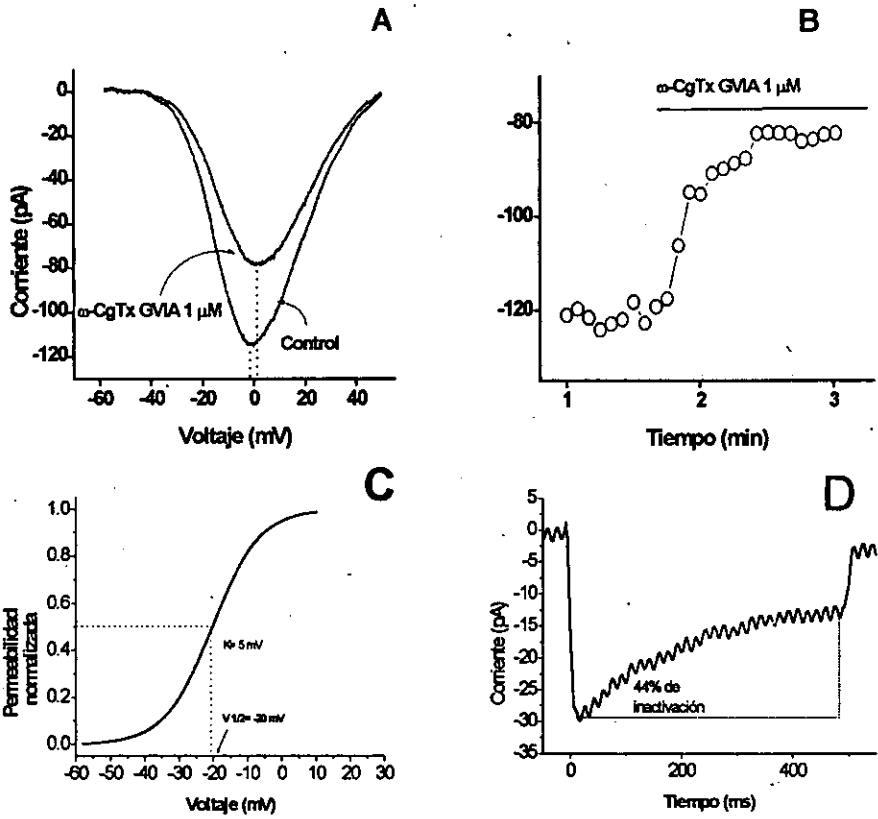 A
0
-20
-40
-60
-80
-100
-120
Corriente (pA)
ω-CgTx GVIA 1 μM
Control
-60 -40 -20 0 20 40
Voltaje (mV)
B
ω-CgTx GVIA 1 μM
-80
-100
-120
1 2 3
Tiempo (min)
C
1.0
0.8
0.6
0.4
0.2
0.0
Permeabilidad
normalizada
K= 5 mV
V 1/2= -20 mV
-60 -50 -40 -30 -20 -10 0 10 20 30
Voltaje (mV)
D
5
0
-5
-10
-15
-20
-25
-30
-35
Corriente (pA)
44% de
inactivación
0 200 400
Tiempo (ms)